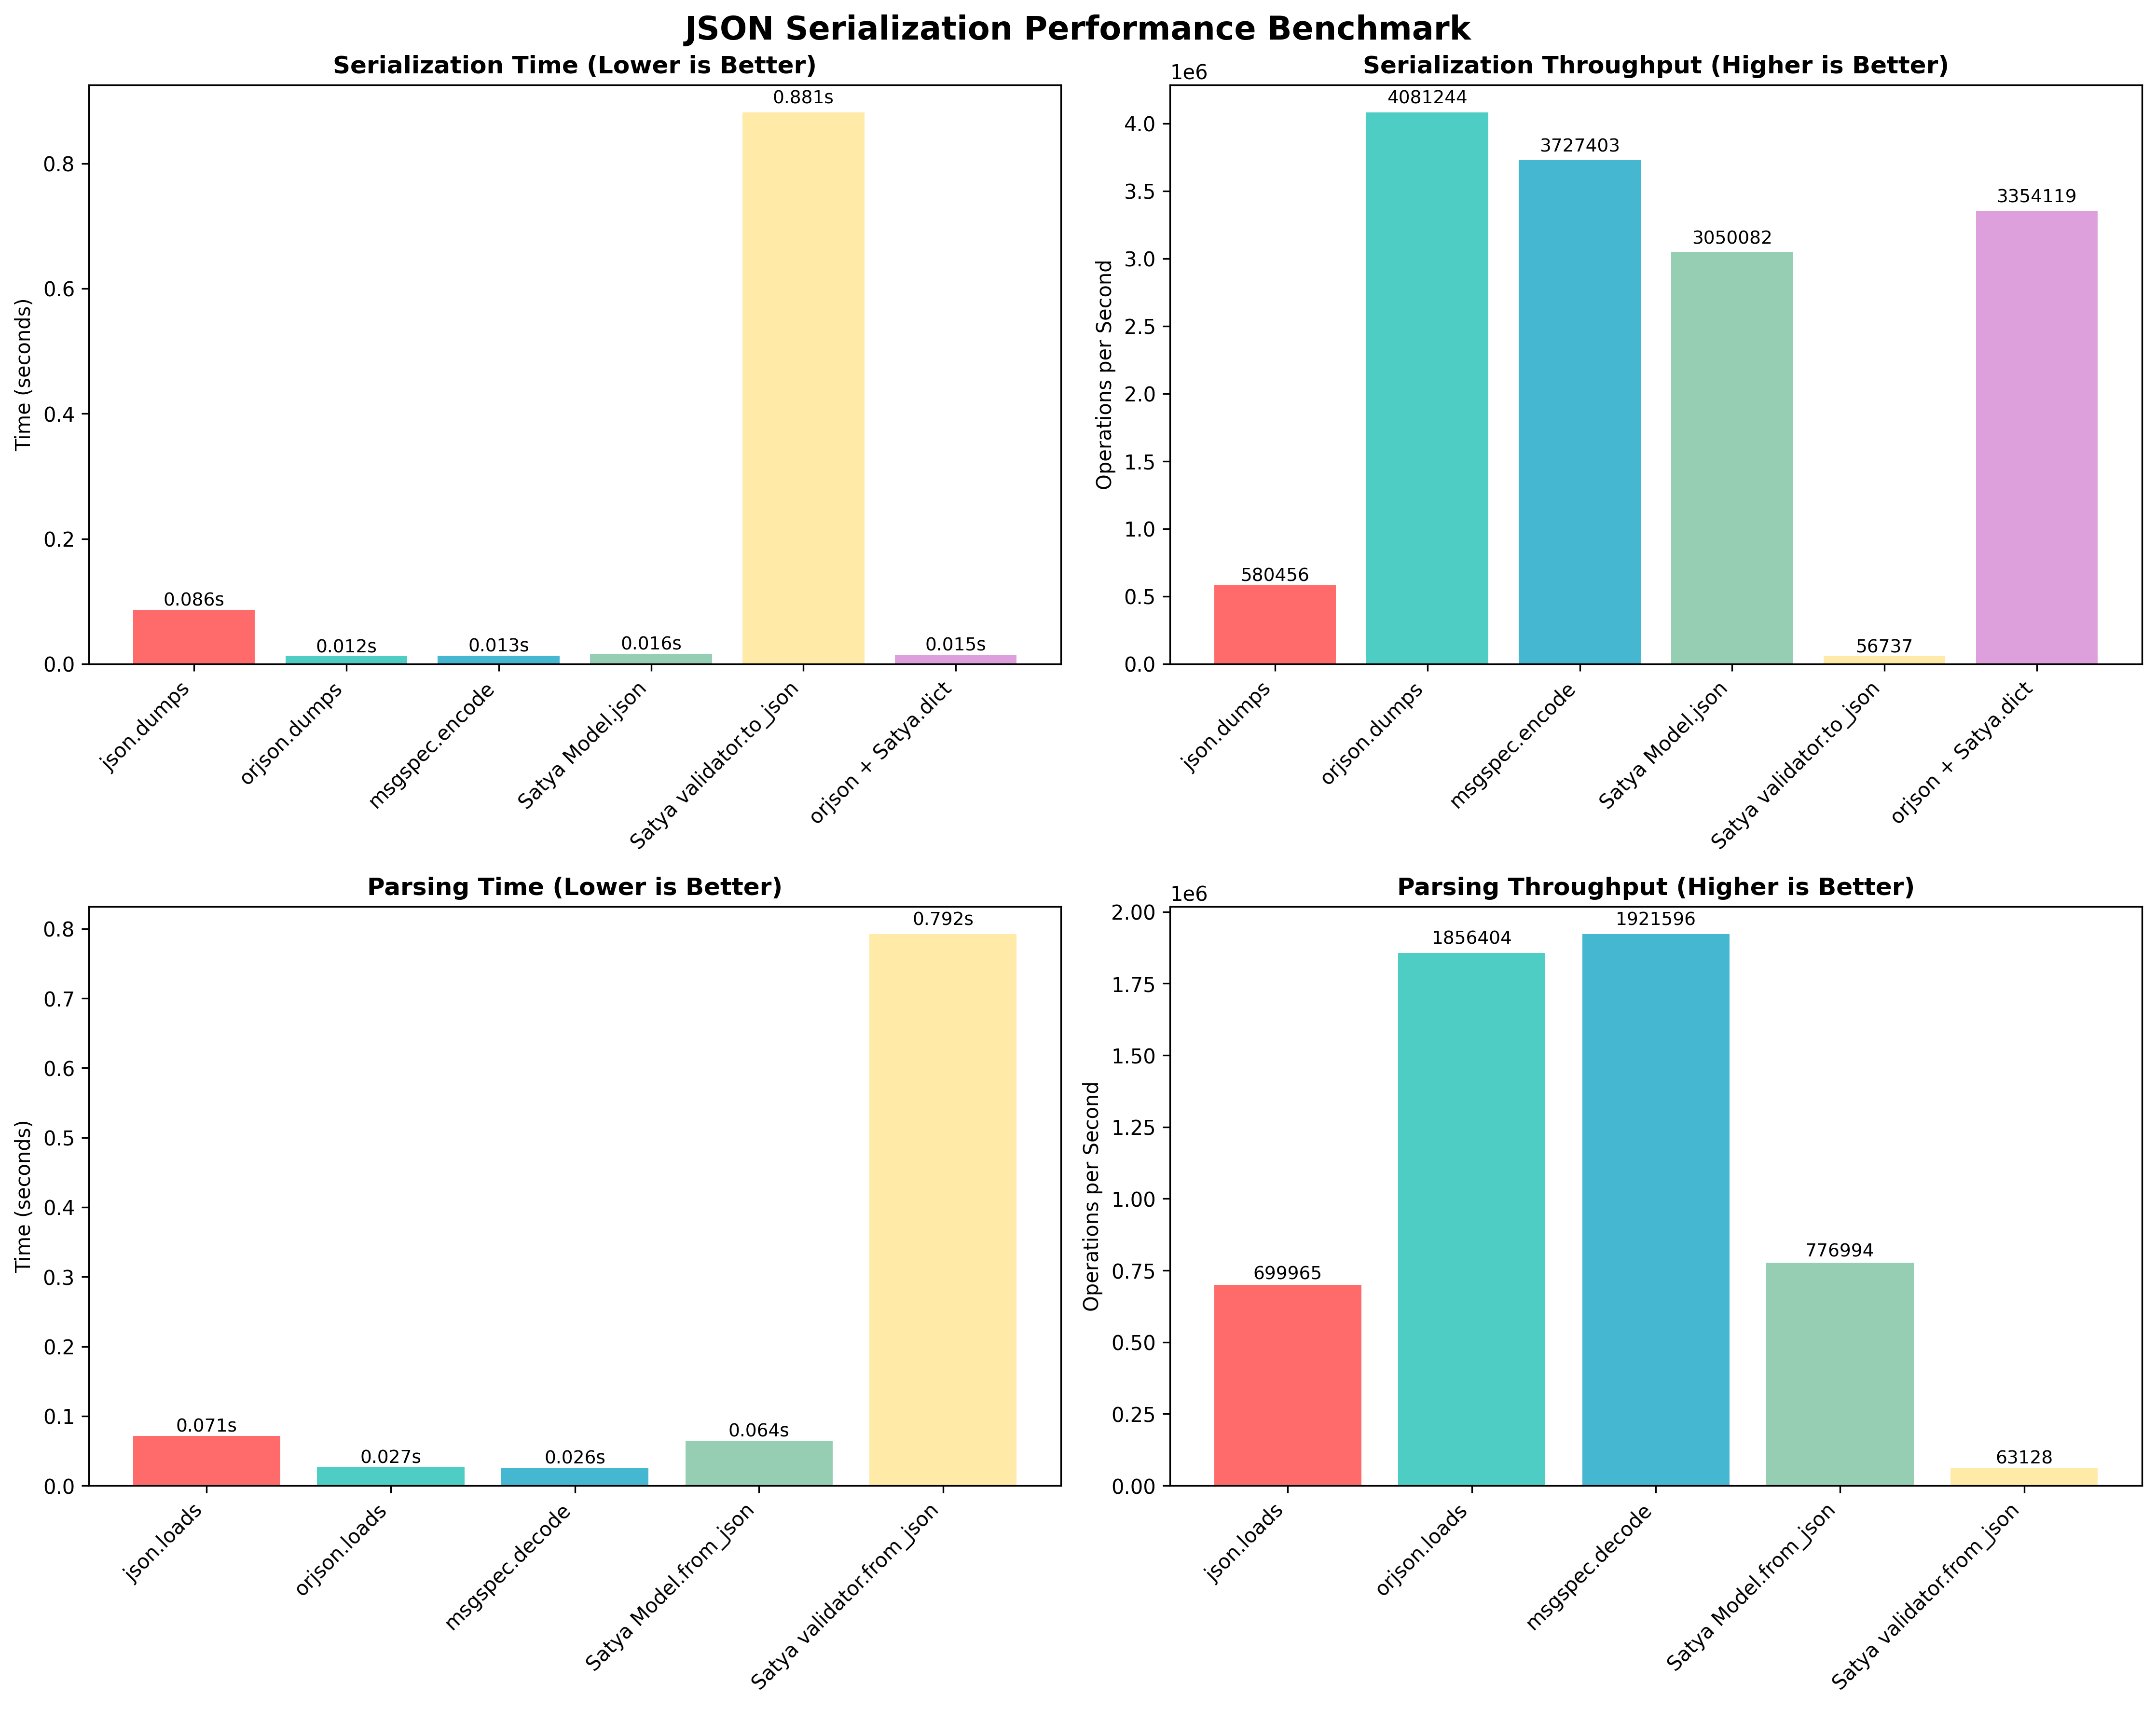 JSON Serialization Performance Benchmark
Serialization Time (Lower is Better)
Time (seconds)
0.8
0.6
0.4
0.2
0.0
0.086s
0.012s
0.013s
0.016s
0.881s
0.015s
json.dumps
orjson.dumps
msgspec.encode
Satya Model.json
Satya validator.to_json
orjson + Satya.dict
Serialization Throughput (Higher is Better)
1e6
Operations per Second
4.0
3.5
3.0
2.5
2.0
1.5
1.0
0.5
0.0
580456
4081244
3727403
3050082
56737
3354119
json.dumps
orjson.dumps
msgspec.encode
Satya Model.json
Satya validator.to_json
orjson + Satya.dict
Parsing Time (Lower is Better)
Time (seconds)
0.8
0.7
0.6
0.5
0.4
0.3
0.2
0.1
0.0
0.071s
0.027s
0.026s
0.064s
0.792s
json.loads
orjson.loads
msgspec.decode
Satya Model.from_json
Satya validator.from_json
Parsing Throughput (Higher is Better)
1e6
Operations per Second
2.00
1.75
1.50
1.25
1.00
0.75
0.50
0.25
0.00
699965
1856404
1921596
776994
63128
json.loads
orjson.loads
msgspec.decode
Satya Model.from_json
Satya validator.from_json